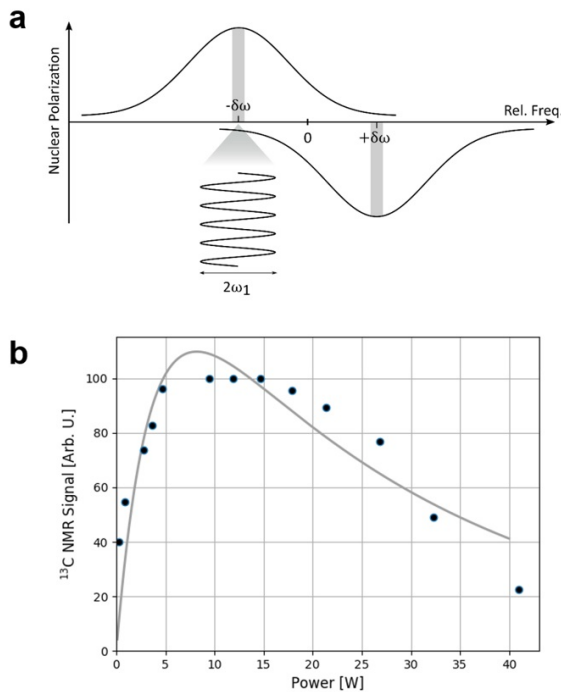 a
Nuclear Polarization
Rel. Freq.
-δω
0
+δω
2ω₁
b
¹³C NMR Signal [Arb. U.]
100
80
60
40
20
0
0 5 10 15 20 25 30 35 40
Power [W]